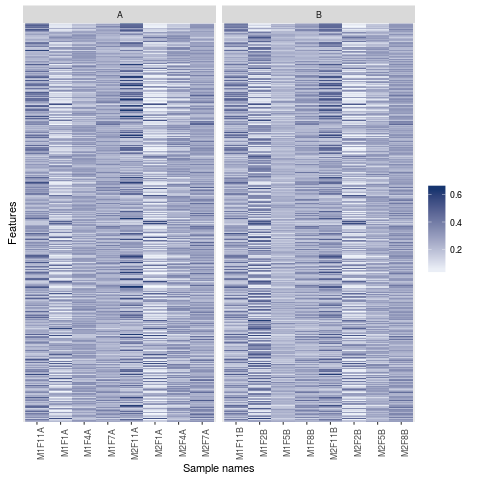 A
B
Features
0.6
0.4
0.2
M1F11A
M1F1A
M1F4A
M1F7A
M2F11A
M2F1A
M2F4A
M2F7A
M1F11B
M1F2B
M1F5B
M1F8B
M2F11B
M2F2B
M2F5B
M2F8B
Sample names